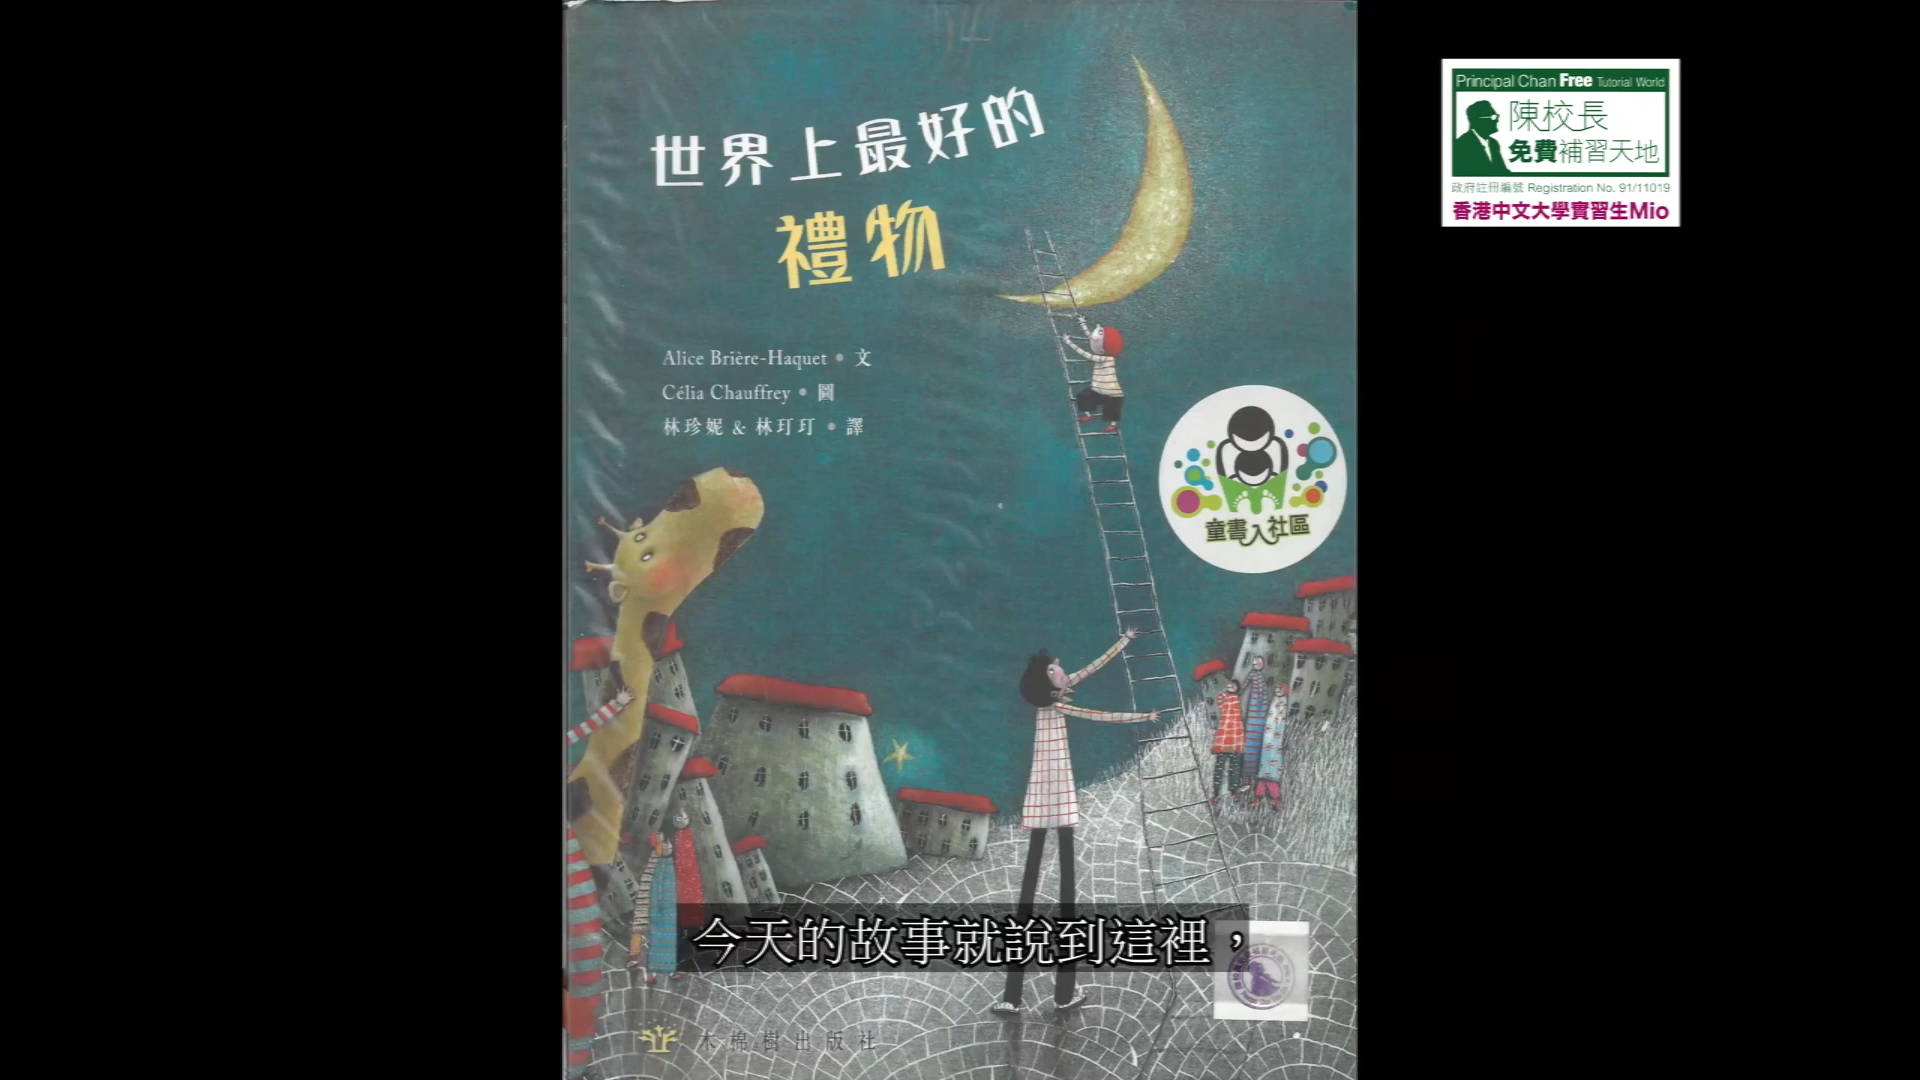 世界上最好的
禮物
Alice Brière-Haquet • 文
Célia Chauffrey • 圖
林珍妮 & 林玎玎 • 譯
童書入社區
木棉樹出版社
今天的故事就說到這裡，
Principal Chan Free Tutorial World
陳校長
免費補習天地
政府註冊編號 Registration No. 91/11019
香港中文大學實習生Mio